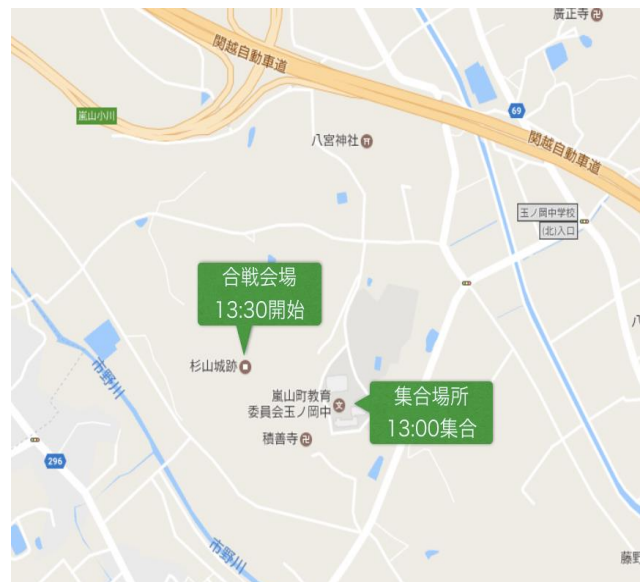 廣正寺
関越自動車道
嵐山小川
69
八宮神社
関越自動車道
玉ノ岡中学校
(北)入口
合戦会場
13:30開始
八
杉山城跡
市野川
嵐山町教育
委員会玉ノ岡中
集合場所
13:00集合
積善寺
296
市野川
藤野